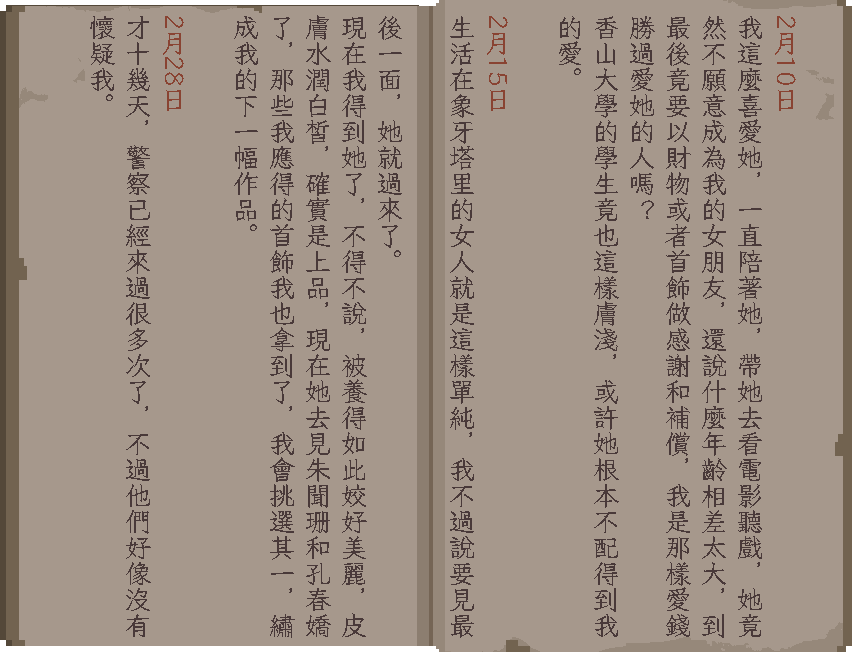 2月10日
我這麼喜愛她，一直陪著她，帶她去看電影聽戲，她竟
然不願意成為我的女朋友，還說什麼年齡相差太大，到
最後竟要以財物或者首飾做感謝和補償，我是那樣愛錢
勝過愛她的人嗎？
香山大學的學生竟也這樣膚淺，或許她根本不配得到我
的愛。
2月15日
生活在象牙塔里的女人就是這樣單純，我不過說要見最
後一面，她就過來了。
現在我得到她了，不得不說，被養得如此姣好美麗，皮
膚水潤白皙，確實是上品，現在她去見朱聞珊和孔春嬌
了，那些我應得的首飾我也拿到了，我會挑選其一，繡
成我的下一幅作品。
2月28日
才十幾天，警察已經來過很多次了，不過他們好像沒有
懷疑我。